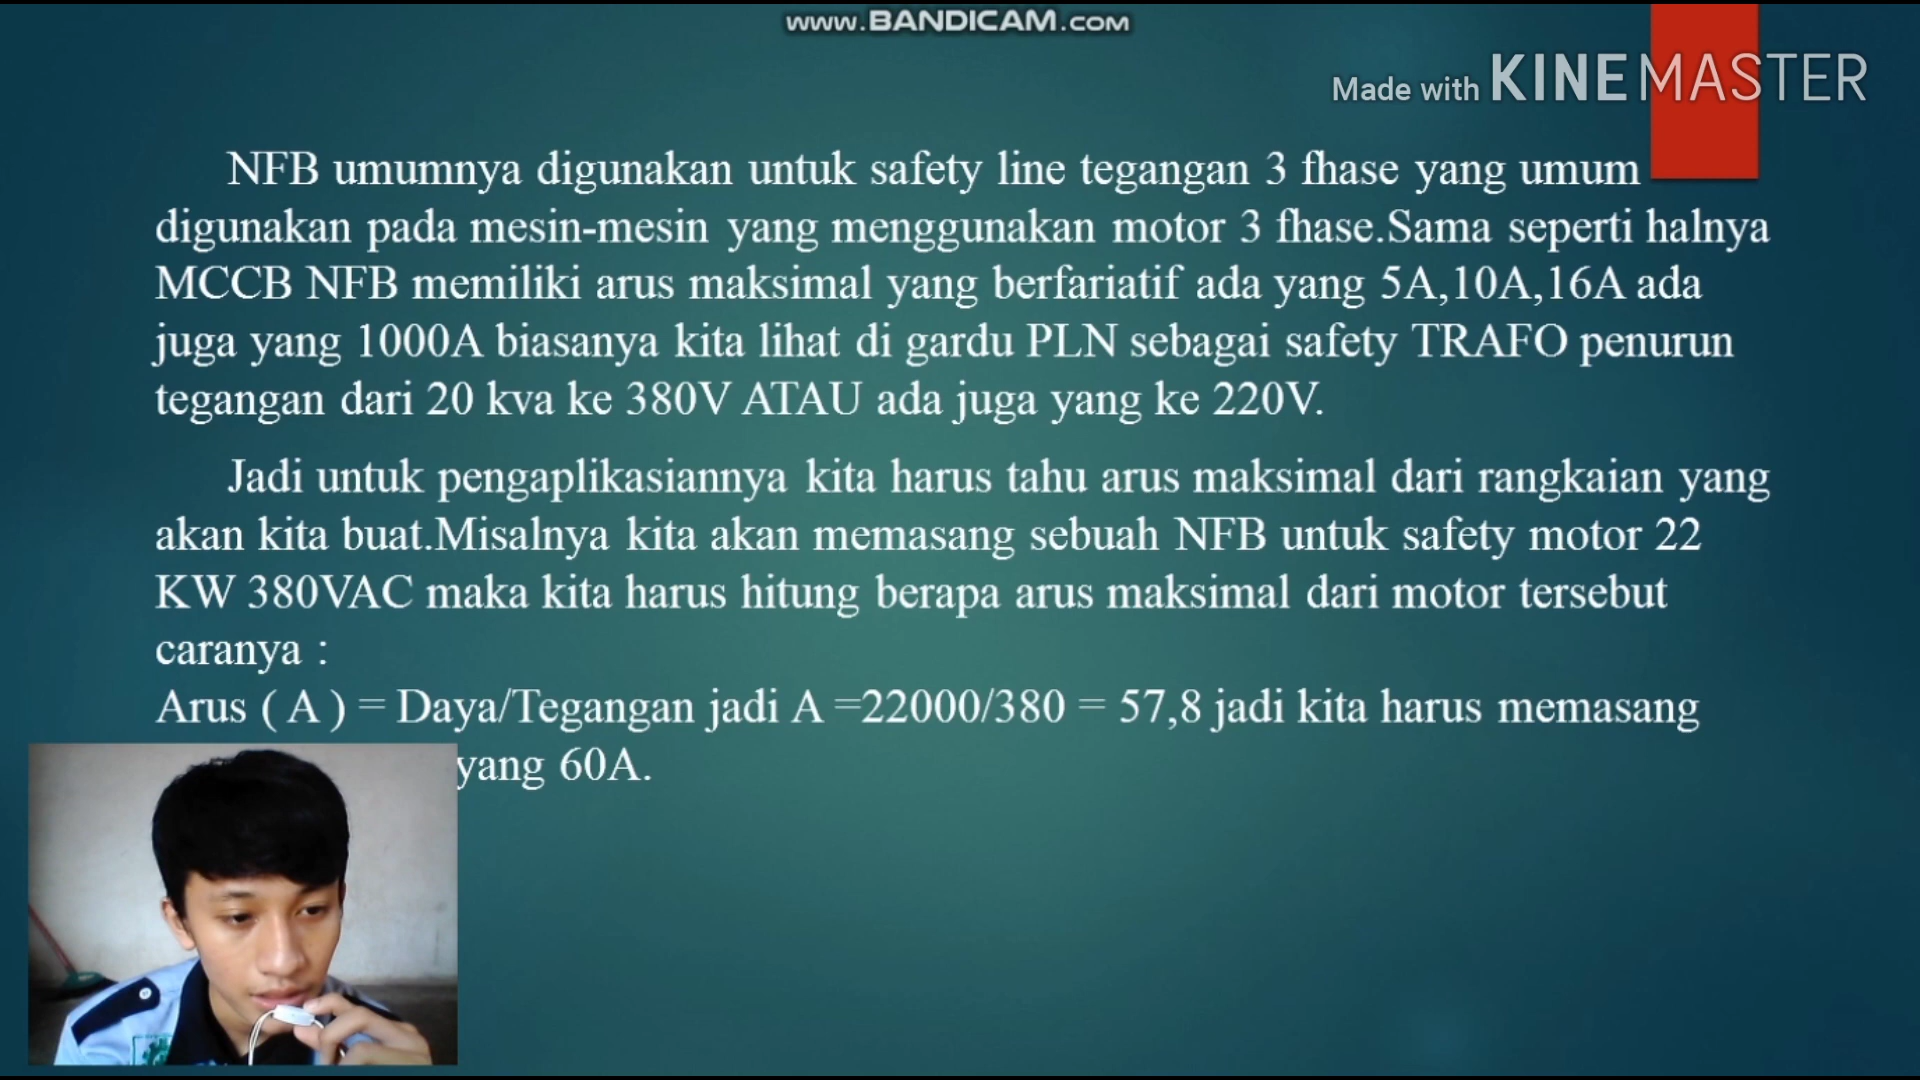 www.BANDICAM.COM
Made with KINEMASTER
NFB umumnya digunakan untuk safety line tegangan 3 fhase yang umum
digunakan pada mesin-mesin yang menggunakan motor 3 fhase.Sama seperti halnya
MCCB NFB memiliki arus maksimal yang berfariatif ada yang 5A,10A,16A ada
juga yang 1000A biasanya kita lihat di gardu PLN sebagai safety TRAFO penurun
tegangan dari 20 kva ke 380V ATAU ada juga yang ke 220V.
Jadi untuk pengaplikasiannya kita harus tahu arus maksimal dari rangkaian yang
akan kita buat.Misalnya kita akan memasang sebuah NFB untuk safety motor 22
KW 380VAC maka kita harus hitung berapa arus maksimal dari motor tersebut
caranya :
Arus ( A ) = Daya/Tegangan jadi A =22000/380 = 57,8 jadi kita harus memasang
yang 60A.